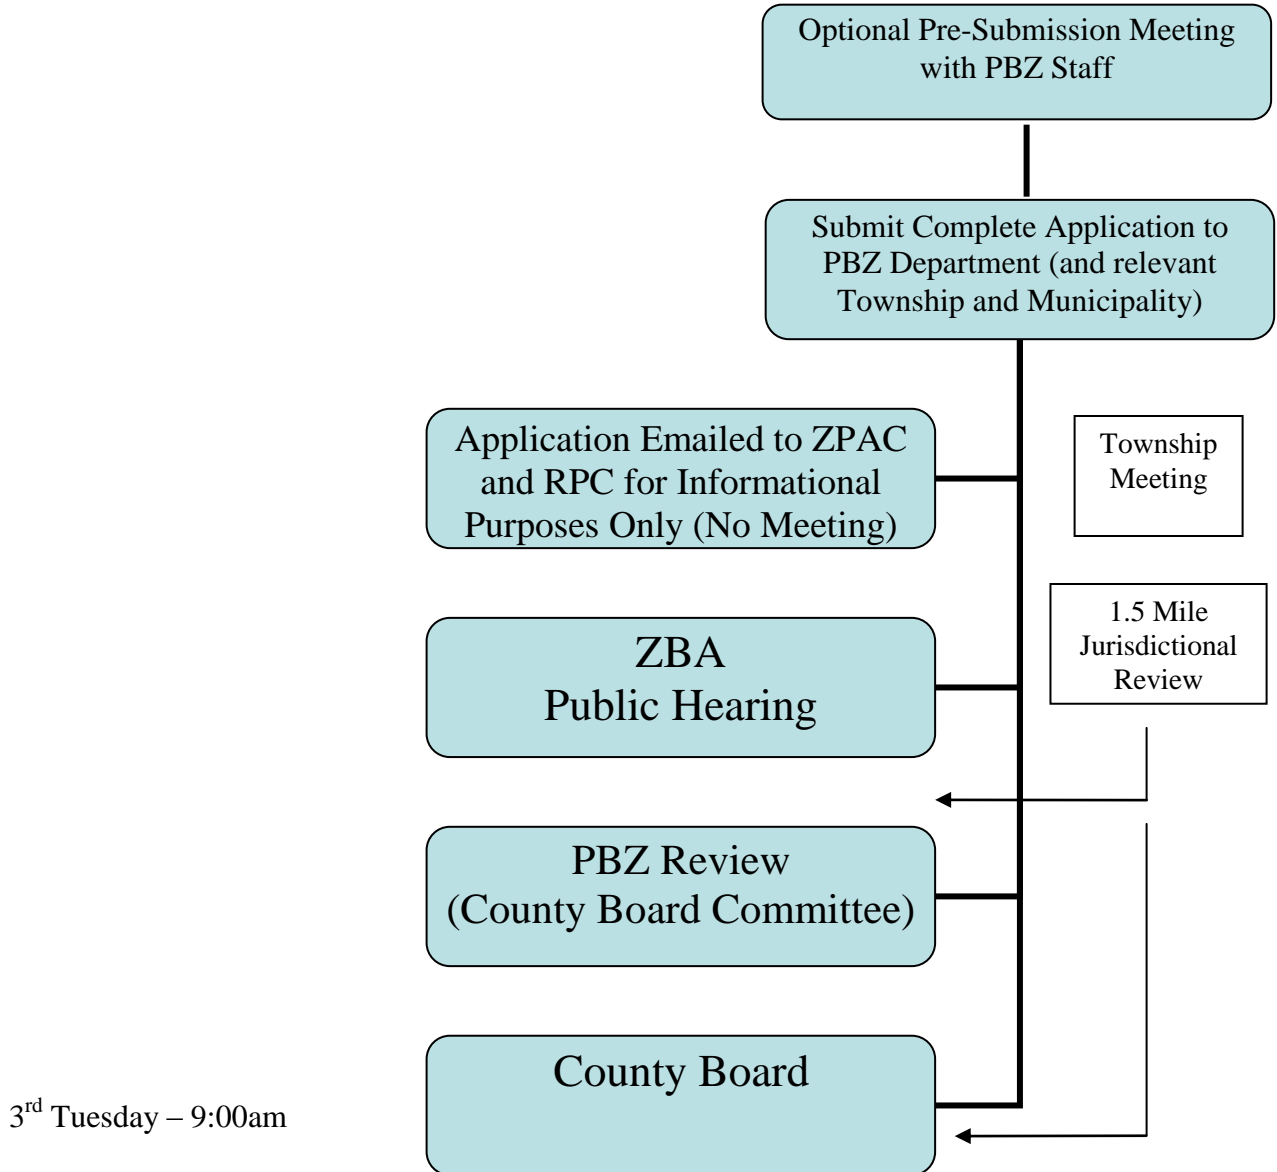 Optional Pre-Submission Meeting
with PBZ Staff
Submit Complete Application to
PBZ Department (and relevant
Township and Municipality)
Application Emailed to ZPAC
and RPC for Informational
Purposes Only (No Meeting)
Township
Meeting
1.5 Mile
Jurisdictional
Review
ZBA
Public Hearing
PBZ Review
(County Board Committee)
County Board
3rd Tuesday – 9:00am